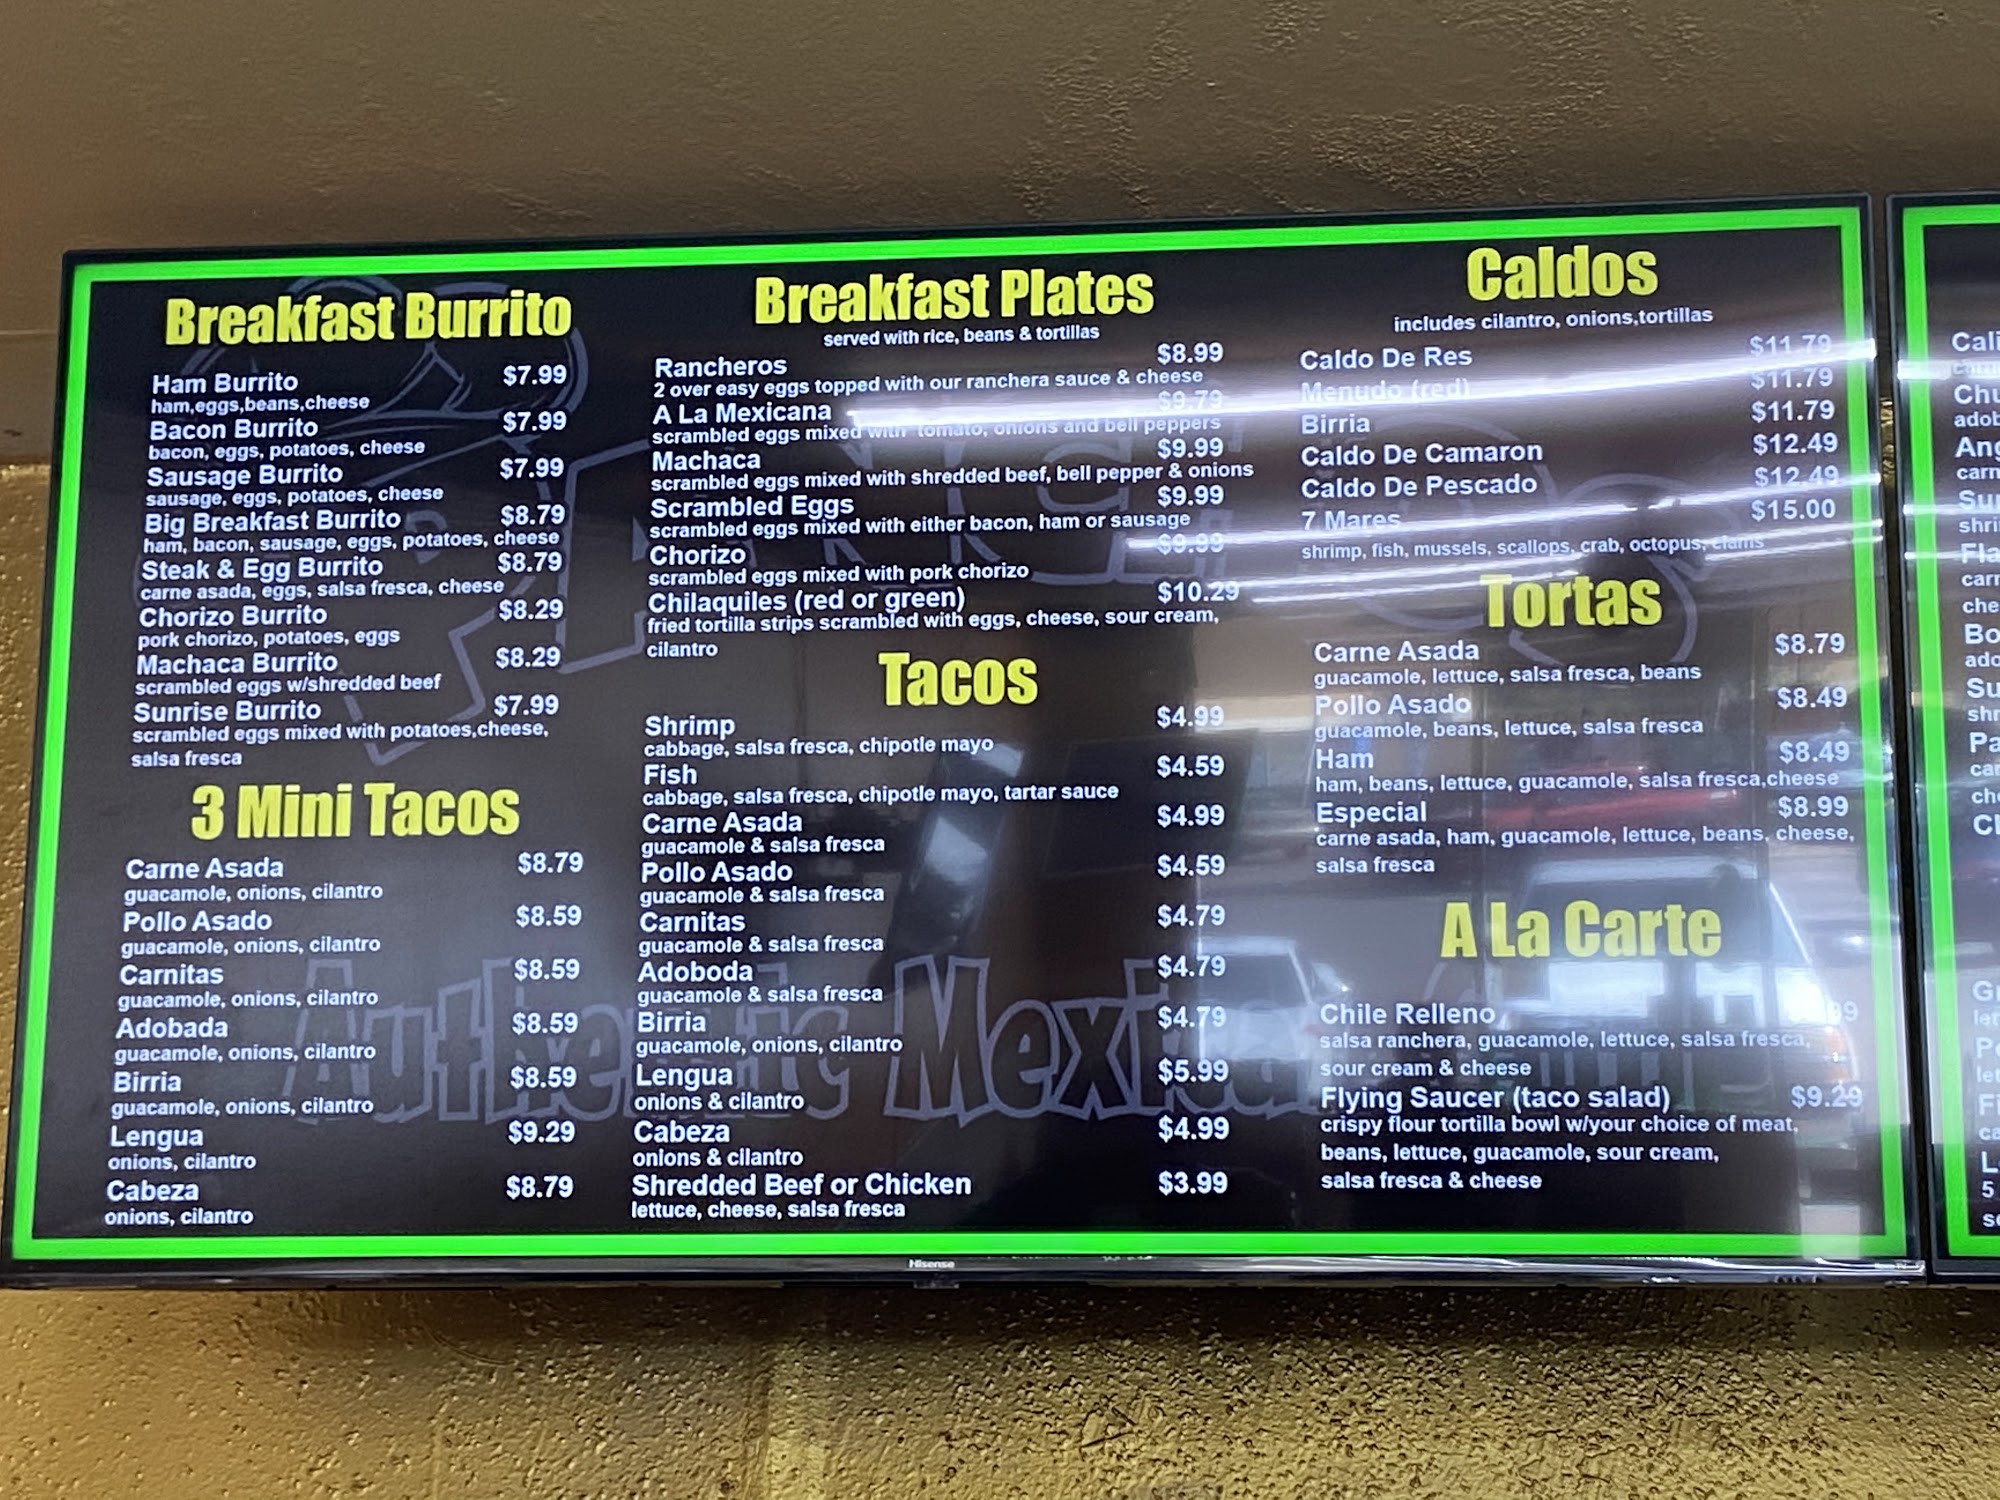 Breakfast Burrito
Ham Burrito $7.99
ham,eggs,beans,cheese
Bacon Burrito $7.99
bacon, eggs, potatoes, cheese
Sausage Burrito $7.99
sausage, eggs, potatoes, cheese
Big Breakfast Burrito $8.79
ham, bacon, sausage, eggs, potatoes, cheese
Steak & Egg Burrito $8.79
carne asada, eggs, salsa fresca, cheese
Chorizo Burrito $8.29
pork chorizo, potatoes, eggs
Machaca Burrito $8.29
scrambled eggs w/shredded beef
Sunrise Burrito $7.99
scrambled eggs mixed with potatoes,cheese,
salsa fresca
3 Mini Tacos
Carne Asada $8.79
guacamole, onions, cilantro
Pollo Asado $8.59
guacamole, onions, cilantro
Carnitas $8.59
guacamole, onions, cilantro
Adobada $8.59
guacamole, onions, cilantro
Birria $8.59
guacamole, onions, cilantro
Lengua $9.29
onions, cilantro
Cabeza $8.79
onions, cilantro
Breakfast Plates
served with rice, beans & tortillas
Rancheros $8.99
2 over easy eggs topped with our ranchera sauce & cheese
A La Mexicana $9.79
scrambled eggs mixed with tomato, onions and bell peppers
Machaca $9.99
scrambled eggs mixed with shredded beef, bell pepper & onions
Scrambled Eggs $9.99
scrambled eggs mixed with either bacon, ham or sausage
Chorizo $9.99
scrambled eggs mixed with pork chorizo
Chilaquiles (red or green) $10.29
fried tortilla strips scrambled with eggs, cheese, sour cream,
cilantro
Tacos
Shrimp $4.99
cabbage, salsa fresca, chipotle mayo
Fish $4.59
cabbage, salsa fresca, chipotle mayo, tartar sauce
Carne Asada $4.99
guacamole & salsa fresca
Pollo Asado $4.59
guacamole & salsa fresca
Carnitas $4.79
guacamole & salsa fresca
Adoboda $4.79
guacamole & salsa fresca
Birria $4.79
guacamole, onions, cilantro
Lengua $5.99
onions & cilantro
Cabeza $4.99
onions & cilantro
Shredded Beef or Chicken $3.99
lettuce, cheese, salsa fresca
Caldos
includes cilantro, onions,tortillas
Caldo De Res $11.79
Menudo (red) $11.79
Birria $11.79
Caldo De Camaron $12.49
Caldo De Pescado $12.49
7 Mares $15.00
shrimp, fish, mussels, scallops, crab, octopus, clams
Tortas
Carne Asada $8.79
guacamole, lettuce, salsa fresca, beans
Pollo Asado $8.49
guacamole, beans, lettuce, salsa fresca
Ham $8.49
ham, beans, lettuce, guacamole, salsa fresca,cheese
Especial $8.99
carne asada, ham, guacamole, lettuce, beans, cheese,
salsa fresca
A La Carte
Chile Relleno
salsa ranchera, guacamole, lettuce, salsa fresca,
sour cream & cheese
Flying Saucer (taco salad) $9.29
crispy flour tortilla bowl w/your choice of meat,
beans, lettuce, guacamole, sour cream,
salsa fresca & cheese
Authentic Mexican
Hisense